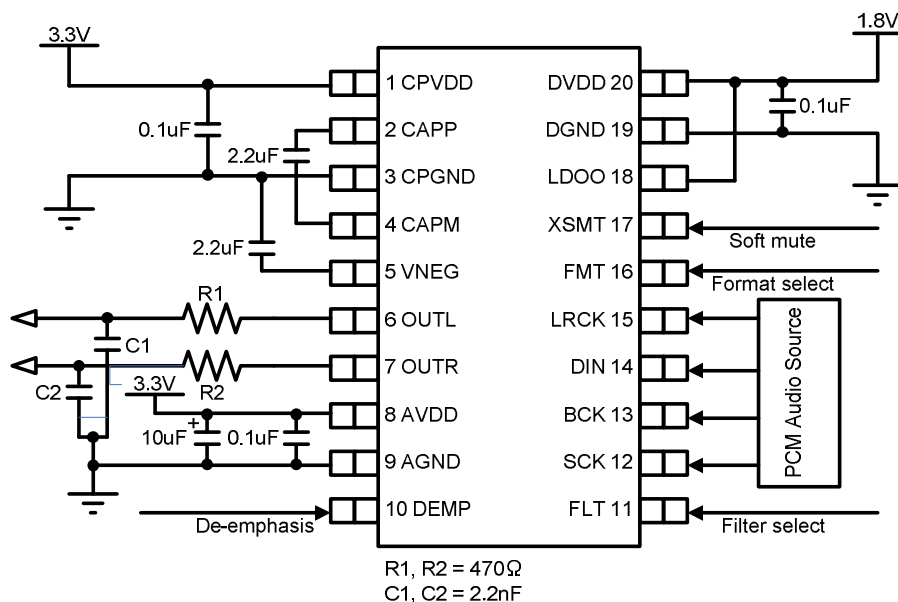 3.3V
1.8V
1 CPVDD
DVDD 20
0.1uF
0.1uF
2 CAPP
DGND 19
2.2uF
3 CPGND
LDOO 18
4 CAPM
XSMT 17
Soft mute
2.2uF
5 VNEG
FMT 16
Format select
R1
6 OUTL
LRCK 15
C1
7 OUTR
DIN 14
R2
C2
3.3V
8 AVDD
BCK 13
10uF
+
0.1uF
9 AGND
SCK 12
PCM Audio Source
10 DEMP
FLT 11
De-emphasis
Filter select
R1, R2 = 470Ω
C1, C2 = 2.2nF